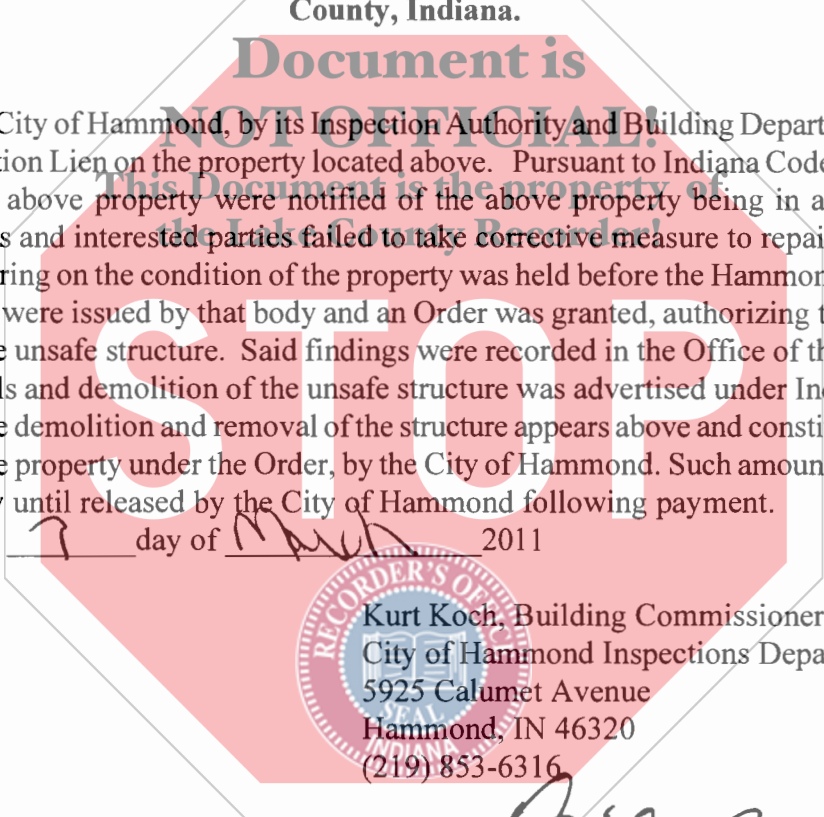 County, Indiana.
Document is
NOT OFFICIAL!
City of Hammond, by its Inspection Authority and Building Depart
tion Lien on the property located above. Pursuant to Indiana Code
This Document is the property of
above property were notified of the above property being in a
the Lake County Recorder!
s and interested parties failed to take corrective measure to repai
ring on the condition of the property was held before the Hammon
were issued by that body and an Order was granted, authorizing t
e unsafe structure. Said findings were recorded in the Office of th
ls and demolition of the unsafe structure was advertised under In
e demolition and removal of the structure appears above and consti
e property under the Order, by the City of Hammond. Such amoun
y until released by the City of Hammond following payment.
STOP
7 day of March 2011
RECORDER'S OFFICE
SEAL
INDIANA
Kurt Koch, Building Commissioner
City of Hammond Inspections Depa
5925 Calumet Avenue
Hammond, IN 46320
(219) 853-6316